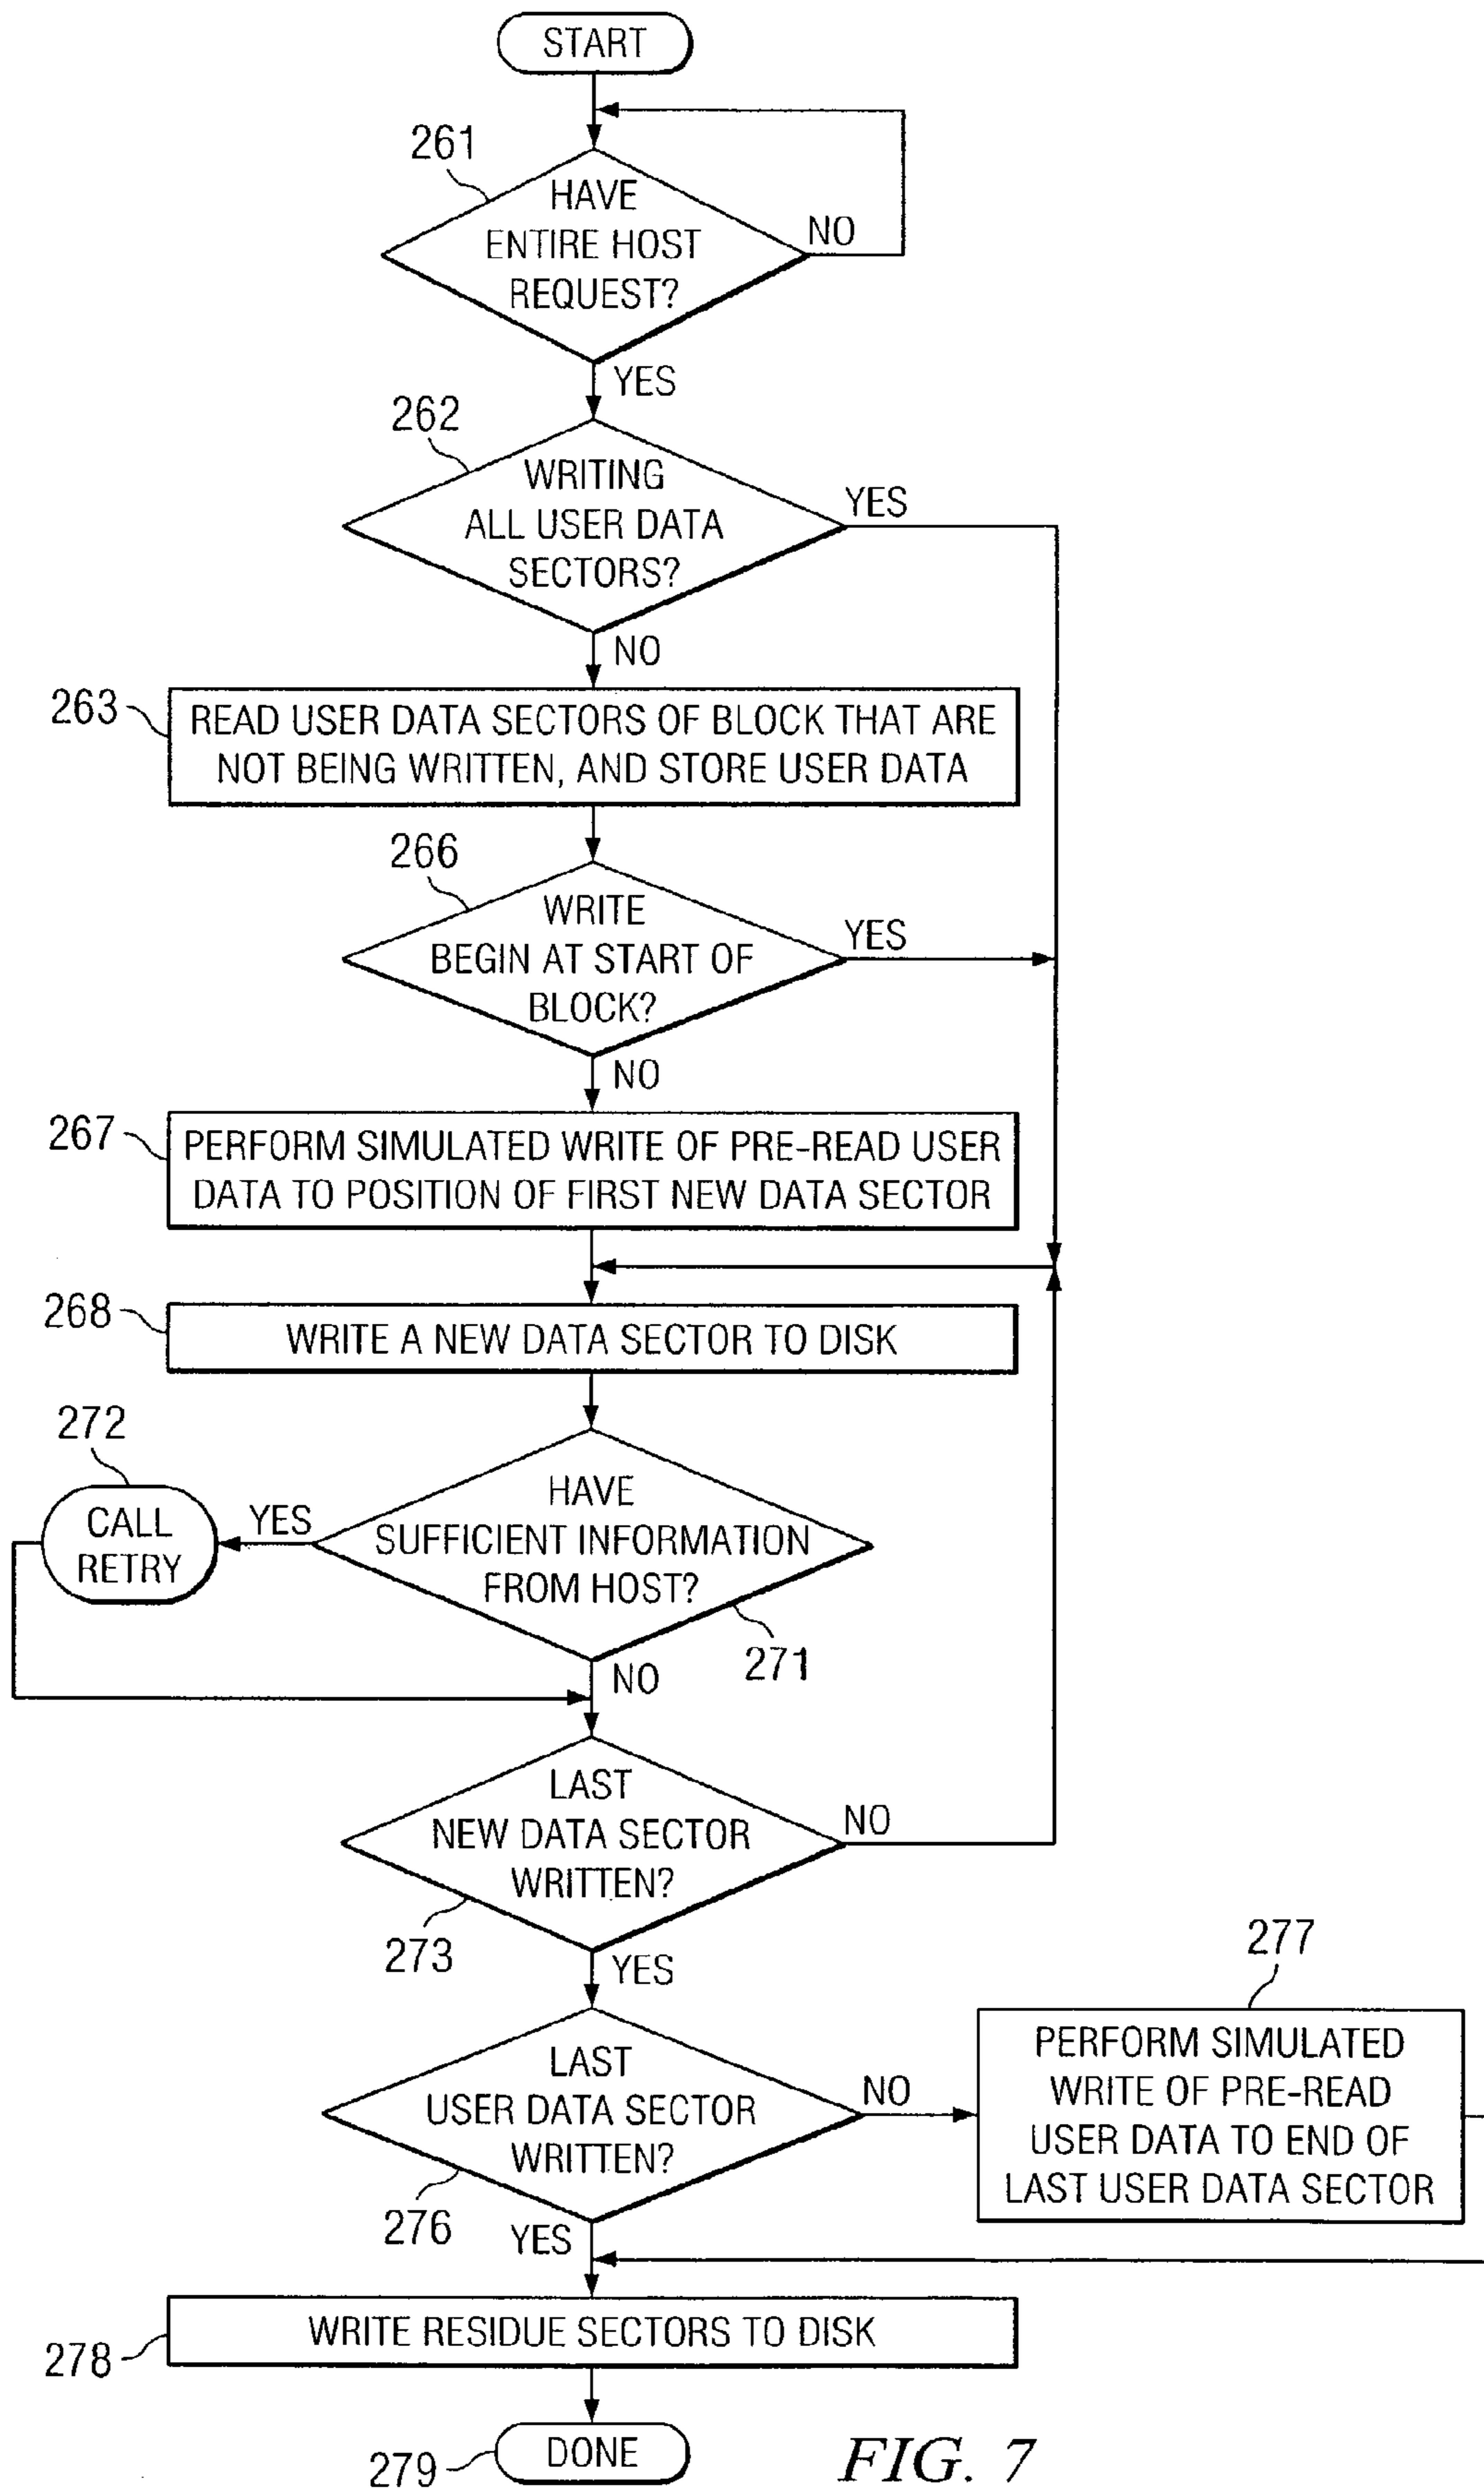 START
261
HAVE
ENTIRE HOST
REQUEST?
NO
YES
262
WRITING
ALL USER DATA
SECTORS?
YES
NO
263
READ USER DATA SECTORS OF BLOCK THAT ARE
NOT BEING WRITTEN, AND STORE USER DATA
266
WRITE
BEGIN AT START OF
BLOCK?
YES
NO
267
PERFORM SIMULATED WRITE OF PRE-READ USER
DATA TO POSITION OF FIRST NEW DATA SECTOR
268
WRITE A NEW DATA SECTOR TO DISK
272
CALL
RETRY
YES
HAVE
SUFFICIENT INFORMATION
FROM HOST?
271
NO
LAST
NEW DATA SECTOR
WRITTEN?
NO
273
YES
277
LAST
USER DATA SECTOR
WRITTEN?
NO
PERFORM SIMULATED
WRITE OF PRE-READ
USER DATA TO END OF
LAST USER DATA SECTOR
276
YES
WRITE RESIDUE SECTORS TO DISK
278
DONE
279
FIG. 7